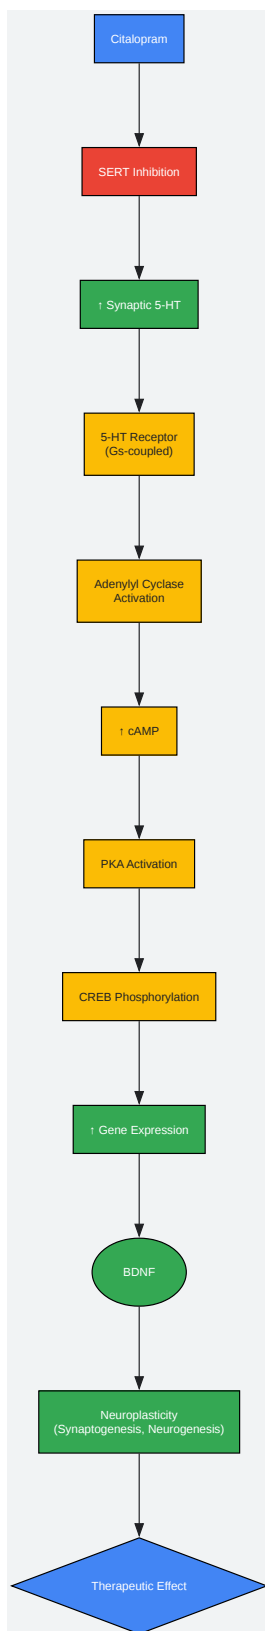 Citalopram
SERT Inhibition
↑ Synaptic 5-HT
5-HT Receptor
(Gs-coupled)
Adenylyl Cyclase
Activation
↑ cAMP
PKA Activation
CREB Phosphorylation
↑ Gene Expression
BDNF
Neuroplasticity
(Synaptogenesis, Neurogenesis)
Therapeutic Effect